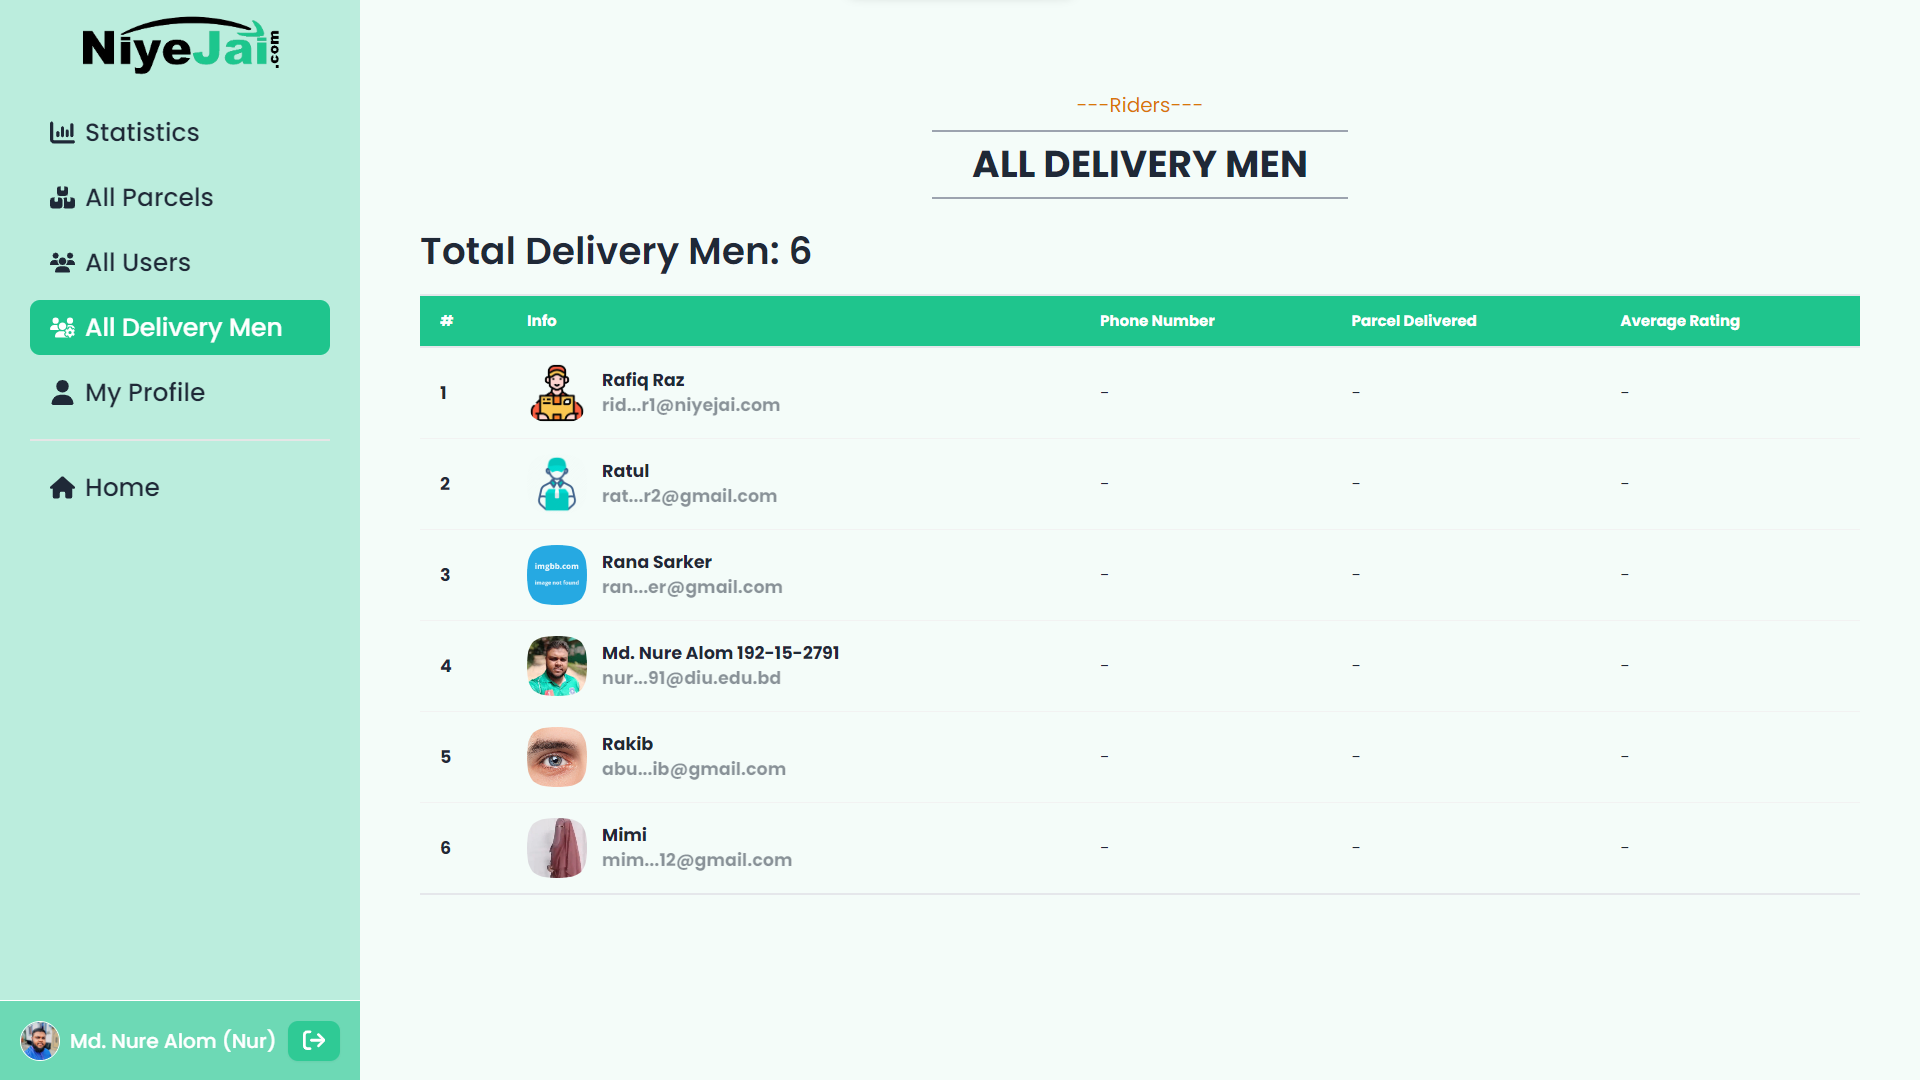 NiyeJai.com
Statistics
All Parcels
All Users
All Delivery Men
My Profile
Home
Md. Nure Alom (Nur)
---Riders---
ALL DELIVERY MEN
Total Delivery Men: 6
# Info Phone Number Parcel Delivered Average Rating
1 Rafiq Raz - - -
rid...r1@niyejai.com
2 Ratul - - -
rat...r2@gmail.com
imgbb.com
image not found
3 Rana Sarker - - -
ran...er@gmail.com
4 Md. Nure Alom 192-15-2791 - - -
nur...91@diu.edu.bd
5 Rakib - - -
abu...ib@gmail.com
6 Mimi - - -
mim...12@gmail.com